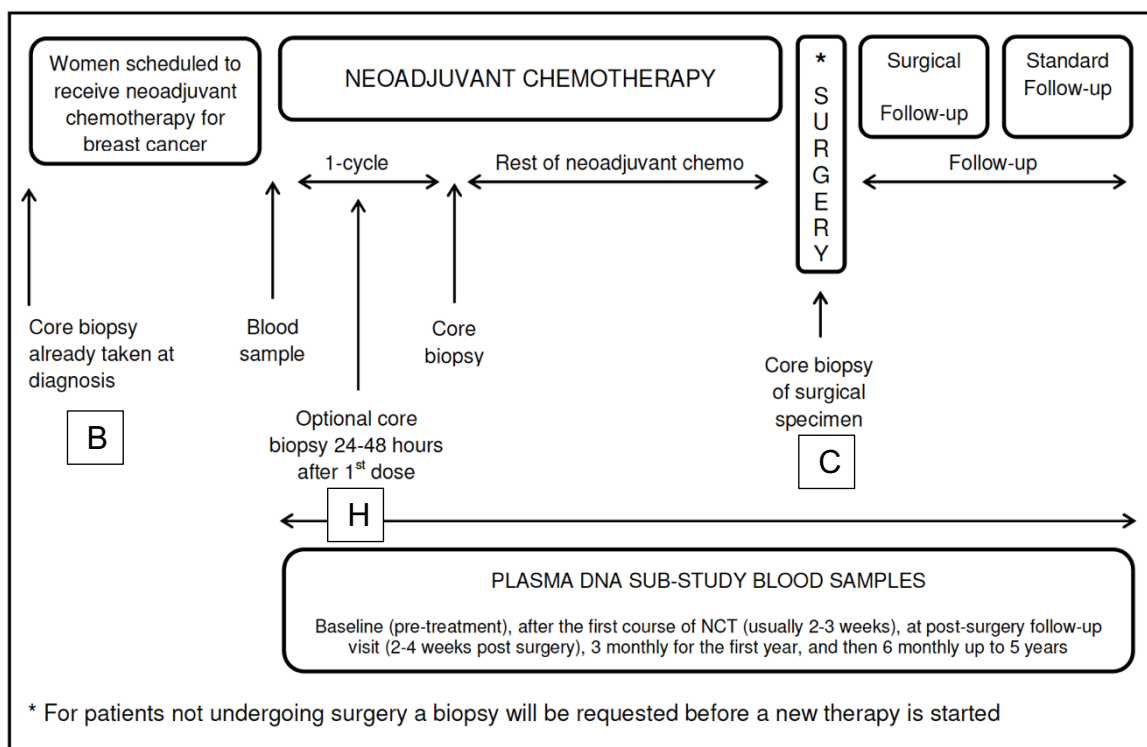 Women scheduled to
receive neoadjuvant
chemotherapy for
breast cancer
NEOADJUVANT CHEMOTHERAPY
*
S
U
R
G
E
R
Y
Surgical
Follow-up
Standard
Follow-up
1-cycle
Rest of neoadjuvant chemo
Follow-up
Core biopsy
already taken at
diagnosis
B
Blood
sample
Optional core
biopsy 24-48 hours
after 1st dose
H
Core
biopsy
Core biopsy
of surgical
specimen
C
PLASMA DNA SUB-STUDY BLOOD SAMPLES
Baseline (pre-treatment), after the first course of NCT (usually 2-3 weeks), at post-surgery follow-up
visit (2-4 weeks post surgery), 3 monthly for the first year, and then 6 monthly up to 5 years
* For patients not undergoing surgery a biopsy will be requested before a new therapy is started